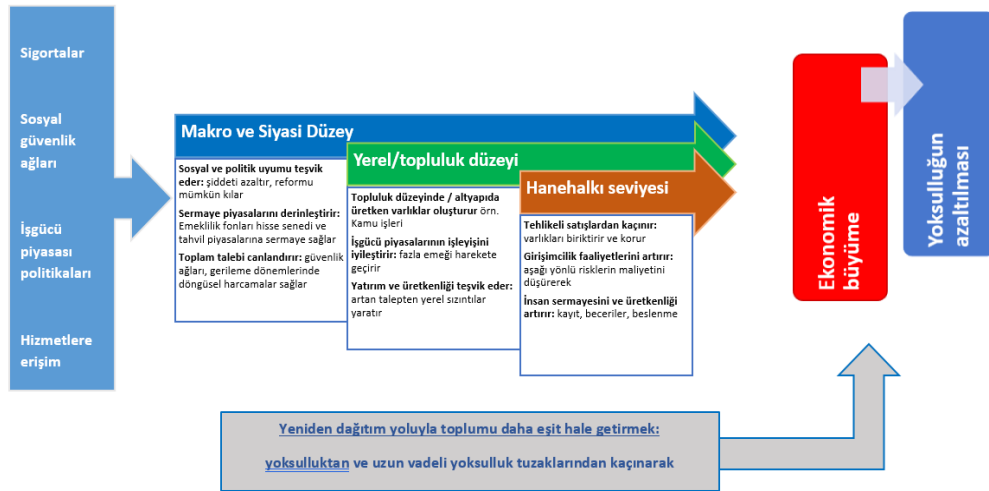 Sigortalar
Sosyal
güvenlik
ağları
İşgücü
piyasası
politikaları
Hizmetlere
erişim
Makro ve Siyasi Düzey
Sosyal ve politik uyumu teşvik
eder: şiddeti azaltır, reformu
mümkün kılar
Sermaye piyasalarını derinleştirir:
Emeklilik fonları hisse senedi ve
tahvil piyasalarına sermaye sağlar
Toplam talebi canlandırır: güvenlik
ağları, gerileme dönemlerinde
döngüsel harcamalar sağlar
Yerel/topluluk düzeyi
Topluluk düzeyinde / altyapıda
üretken varlıklar oluşturur örn.
Kamu işleri
İşgücü piyasalarının işleyişini
iyileştirir: fazla emeği harekete
geçirir
Yatırım ve üretkenliği teşvik eder:
artan talepten yerel sızıntılar
yaratır
Hanehalkı seviyesi
Tehlikeli satışlardan kaçınır:
varlıkları biriktirir ve korur
Girişimcilik faaliyetlerini artırır:
aşağı yönlü risklerin maliyetini
düşürerek
İnsan sermayesini ve üretkenliği
artırır: kayıt, beceriler, beslenme
Ekonomik
büyüme
Yoksulluğun
azaltılması
Yeniden dağıtım yoluyla toplumu daha eşit hale getirmek:
yoksulluktan ve uzun vadeli yoksulluk tuzaklarından kaçınarak